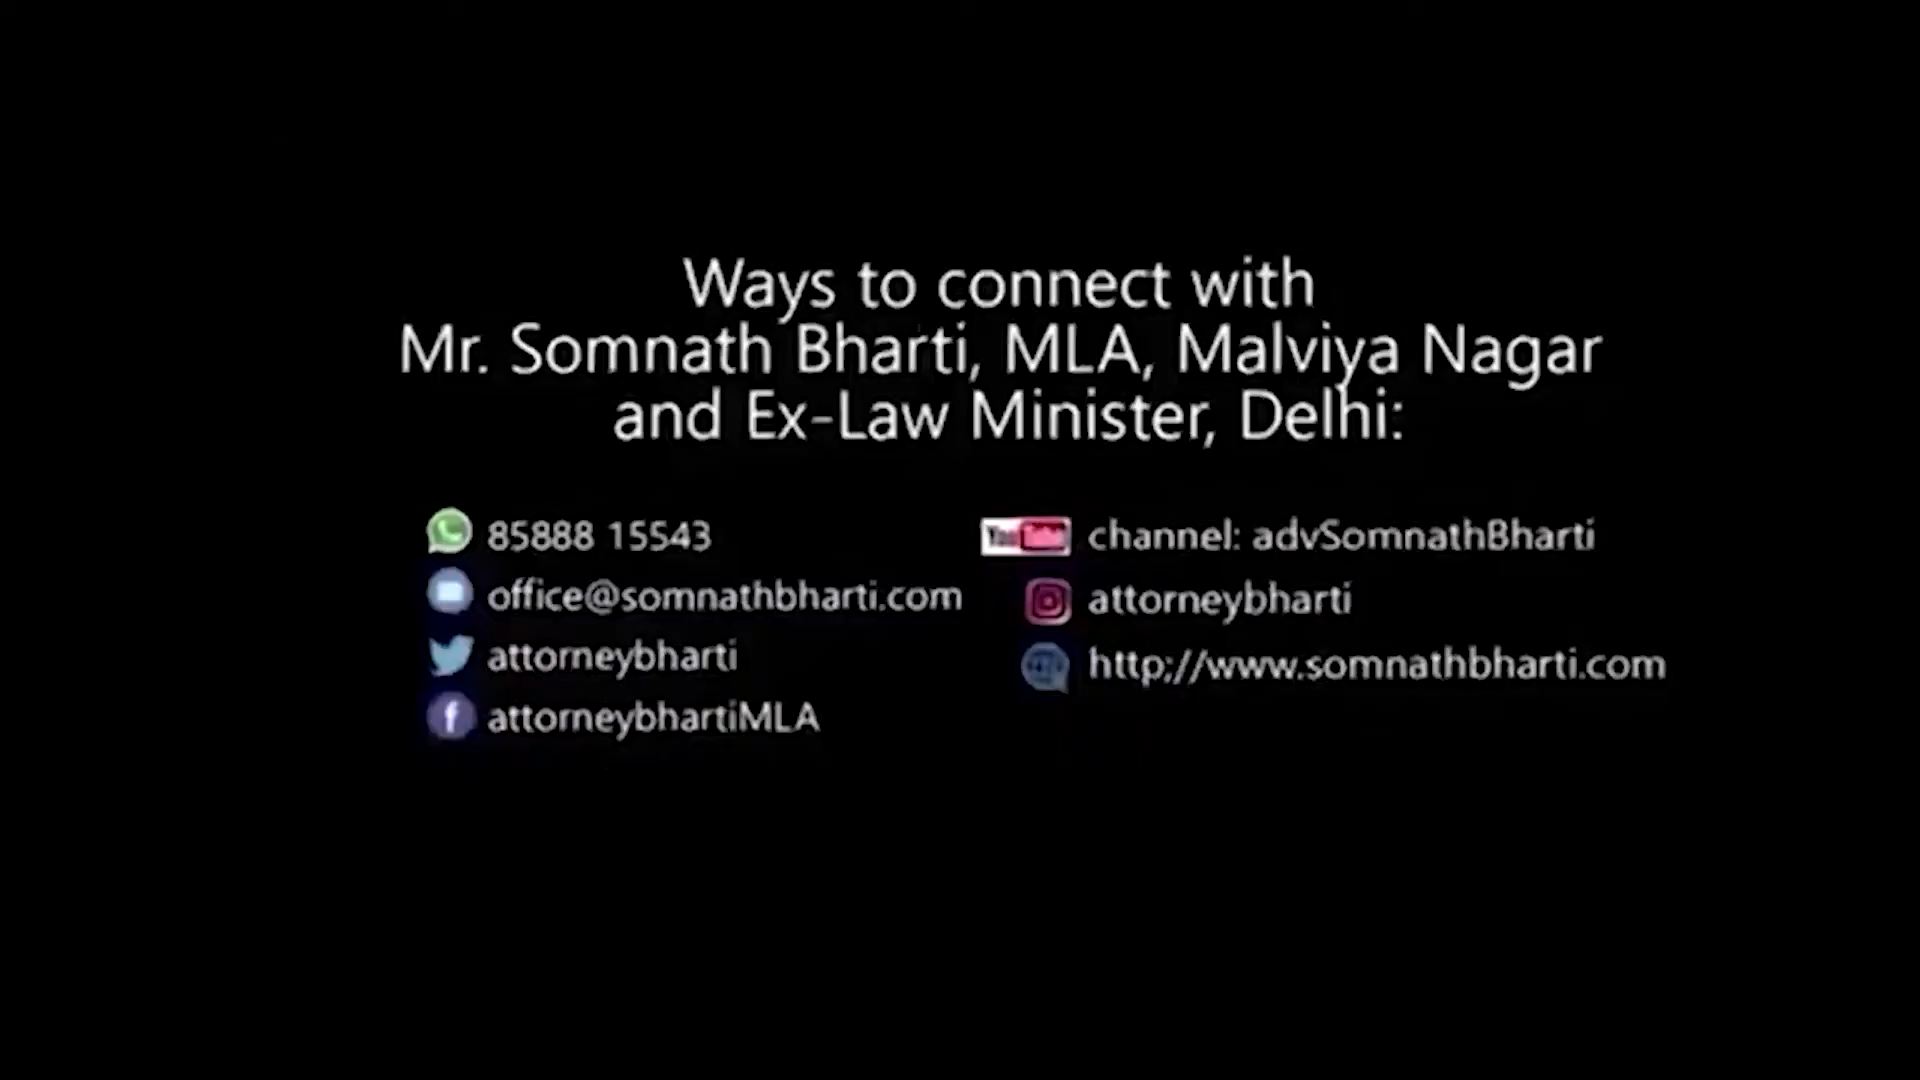 Ways to connect with
Mr. Somnath Bharti, MLA, Malviya Nagar
and Ex-Law Minister, Delhi:
85888 15543
office@somnathbharti.com
attorneybharti
attorneybhartiMLA
YouTube channel: advSomnathBharti
attorneybharti
http://www.somnathbharti.com